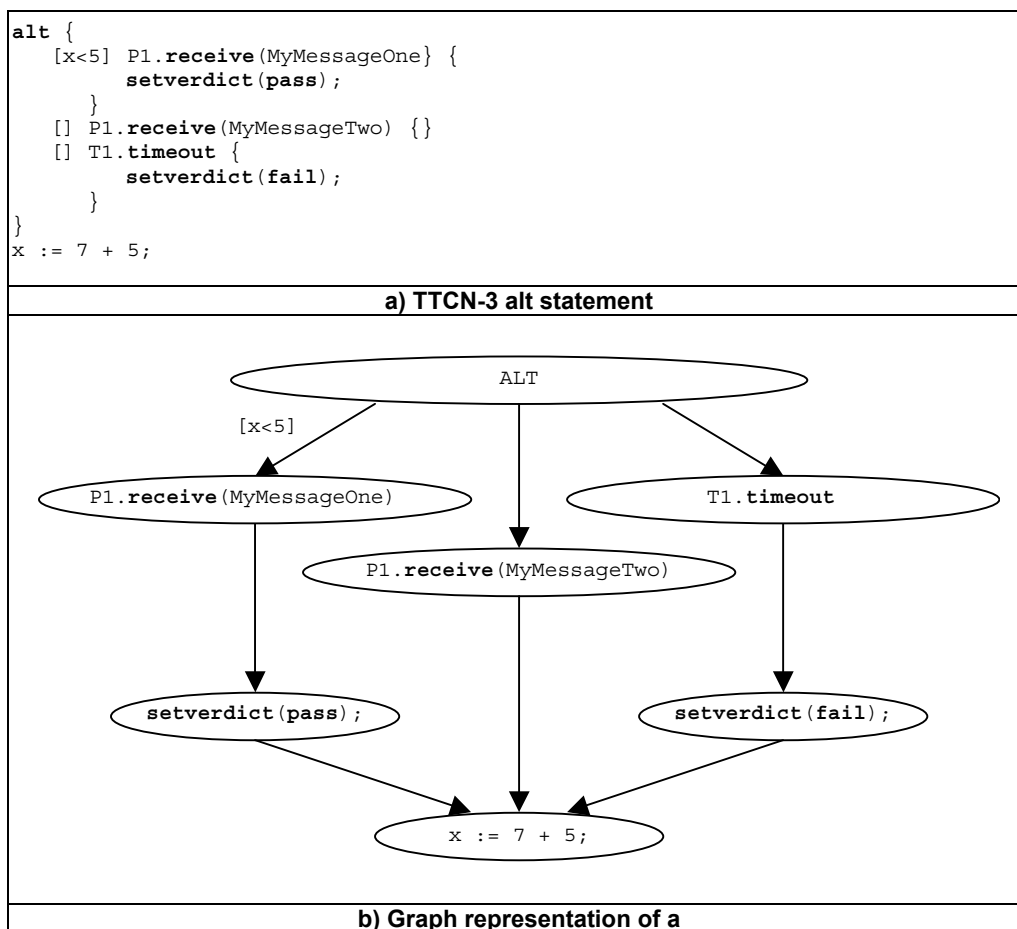 alt {
[x<5] P1.receive(MyMessageOne} {
setverdict(pass);
}
[] P1.receive(MyMessageTwo) {}
[] T1.timeout {
setverdict(fail);
}
}
x := 7 + 5;
a) TTCN-3 alt statement
ALT
[x<5]
P1.receive(MyMessageOne)
T1.timeout
P1.receive(MyMessageTwo)
setverdict(pass);
setverdict(fail);
x := 7 + 5;
b) Graph representation of a